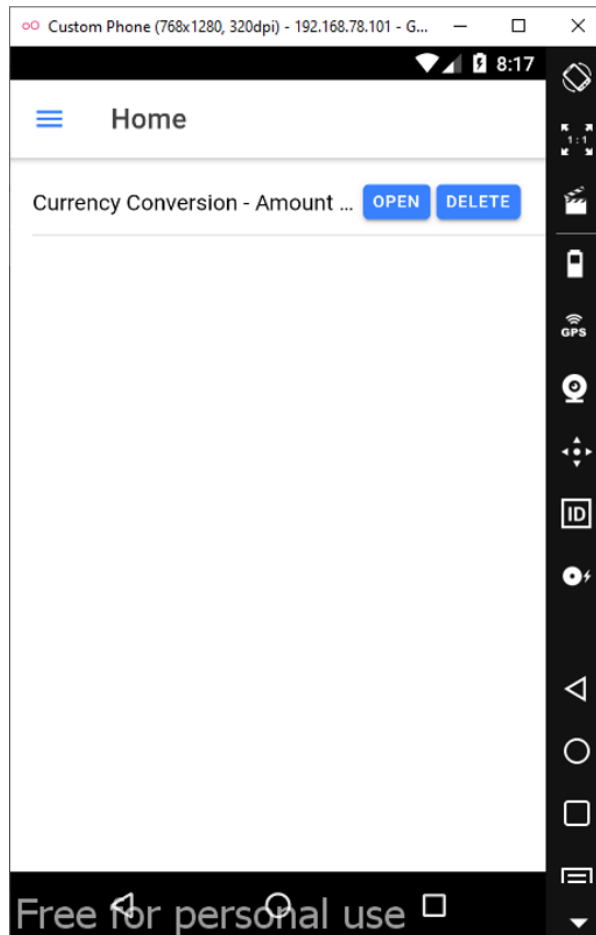 Custom Phone (768x1280, 320dpi) - 192.168.78.101 - G...
8:17
Home
1:1
Currency Conversion - Amount ... OPEN DELETE
GPS
ID
Free for personal use